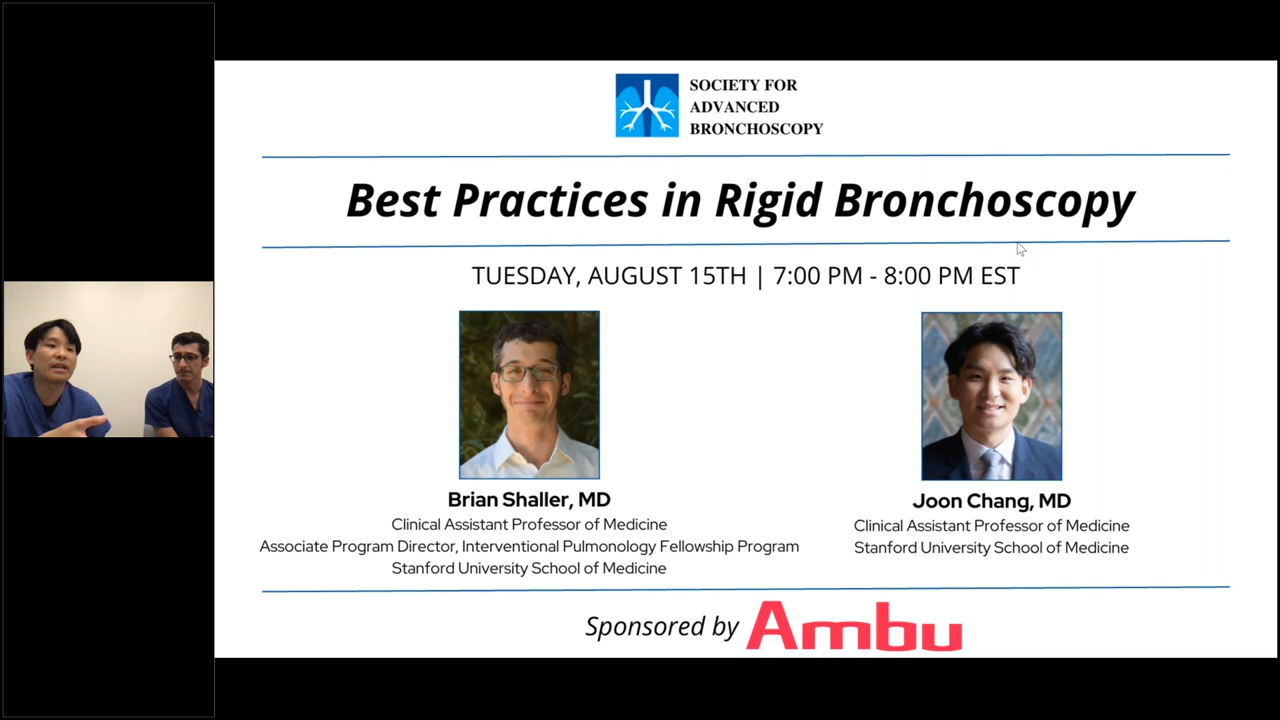 SOCIETY FOR
ADVANCED
BRONCHOSCOPY
Best Practices in Rigid Bronchoscopy
TUESDAY, AUGUST 15TH | 7:00 PM - 8:00 PM EST
Brian Shaller, MD
Clinical Assistant Professor of Medicine
Associate Program Director, Interventional Pulmonology Fellowship Program
Stanford University School of Medicine
Joon Chang, MD
Clinical Assistant Professor of Medicine
Stanford University School of Medicine
Sponsored by Ambu